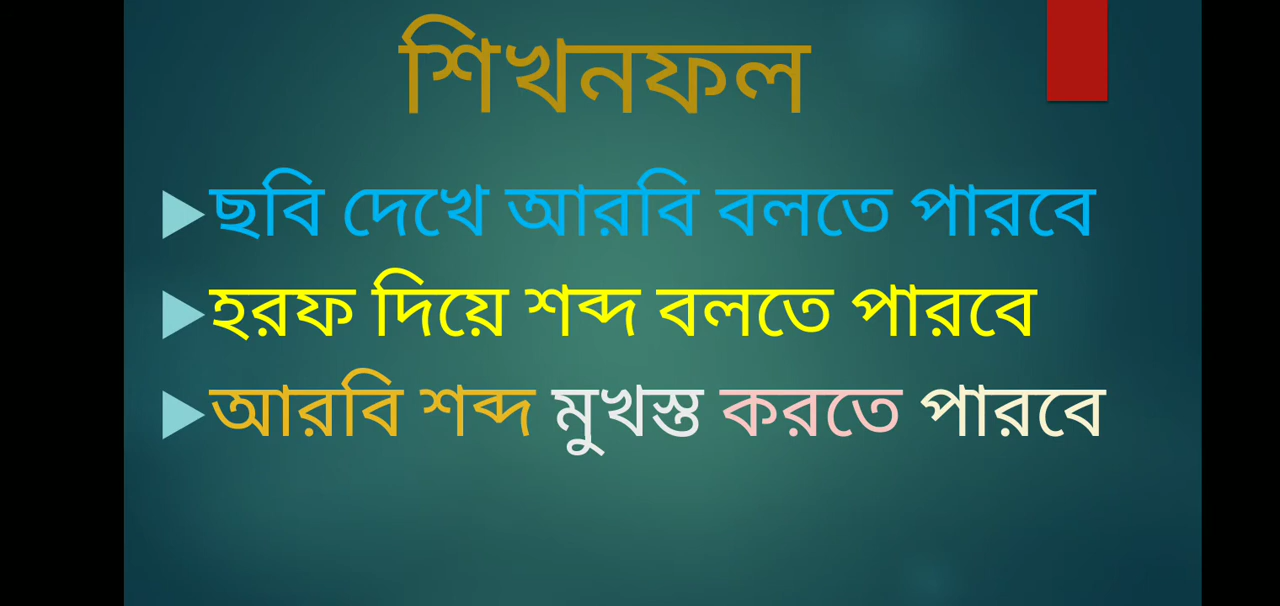 শিখনফল
ছবি দেখে আরবি বলতে পারবে
হরফ দিয়ে শব্দ বলতে পারবে
আরবি শব্দ মুখস্ত করতে পারবে